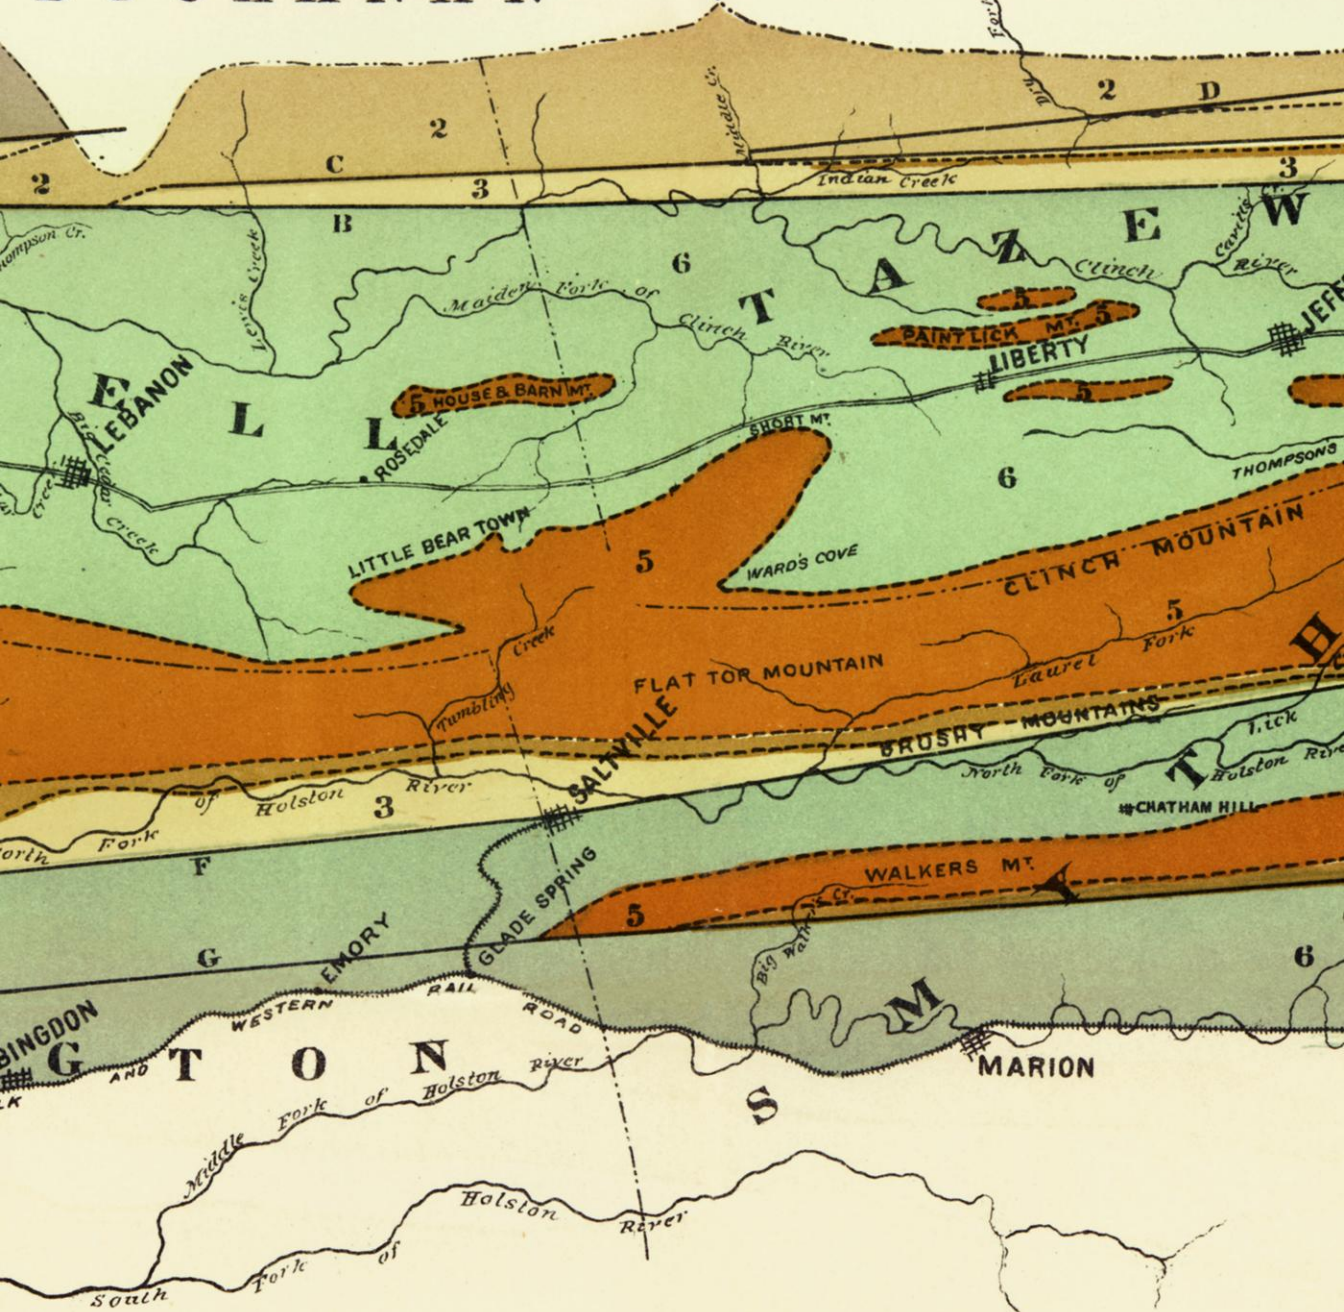 Fork
Dry
2
D
Middle Cr.
2
C
3
3
2
Indian Creek
B
T A Z E W
Cavitts Cr.
6
Clinch River
Thompson Cr.
Lewis Creek
Maiden Fork of Clinch River
5
PAINT LICK MT. 5
LIBERTY
JEFF
E L L
LEBANON
5 HOUSE & BARN MT.
5
ROSEDALE
SHORT MT.
Big Cedar Creek
Creek
6
THOMPSONS
LITTLE BEAR TOWN
5
WARD'S COVE
CLINCH MOUNTAIN
5
Creek
Tumbling
FLAT TOP MOUNTAIN
Laurel Fork
H
SALTVILLE
BRUSHY MOUNTAINS
Lick
North Fork of Holston River
T
North Fork of Holston River
3
CHATHAM HILL
F
WALKERS MT.
Y
GLADE SPRING
5
Big Walker's Cr.
G
EMORY
6
WESTERN RAIL ROAD
M
BINGDON
G T O N
AND
LK
MARION
Middle Fork of Holston River
S
South Fork of Holston River